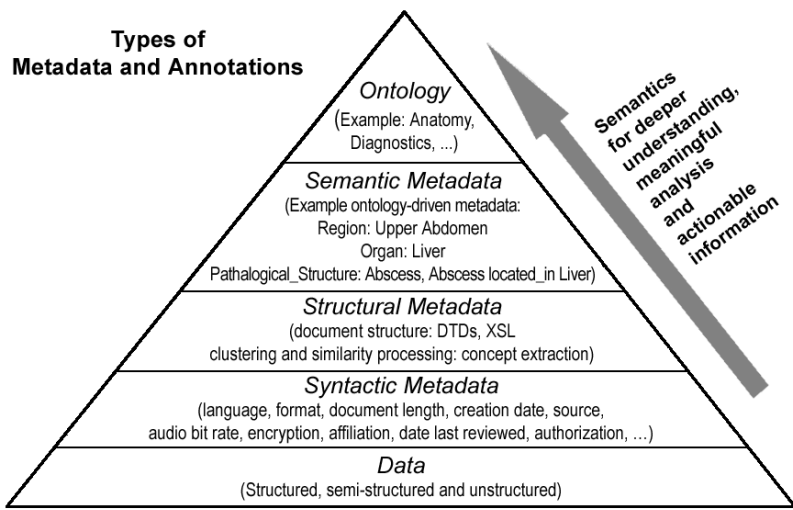 Types of
Metadata and Annotations
Ontology
(Example: Anatomy,
Diagnostics, ...)
Semantic Metadata
(Example ontology-driven metadata:
Region: Upper Abdomen
Organ: Liver
Pathalogical_Structure: Abscess, Abscess located_in Liver)
Structural Metadata
(document structure: DTDs, XSL
clustering and similarity processing: concept extraction)
Syntactic Metadata
(language, format, document length, creation date, source,
audio bit rate, encryption, affiliation, date last reviewed, authorization, …)
Data
(Structured, semi-structured and unstructured)
Semantics
for deeper
understanding,
meaningful
analysis
and
actionable
information